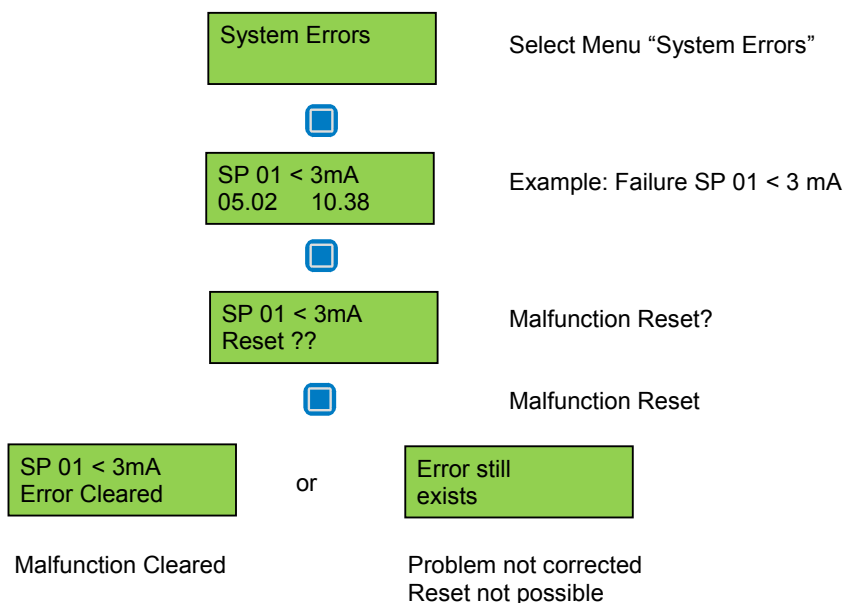 System Errors
Select Menu “System Errors”
SP 01 < 3mA
05.02 10.38
Example: Failure SP 01 < 3 mA
SP 01 < 3mA
Reset ??
Malfunction Reset?
Malfunction Reset
SP 01 < 3mA
Error Cleared
or
Error still
exists
Malfunction Cleared
Problem not corrected
Reset not possible